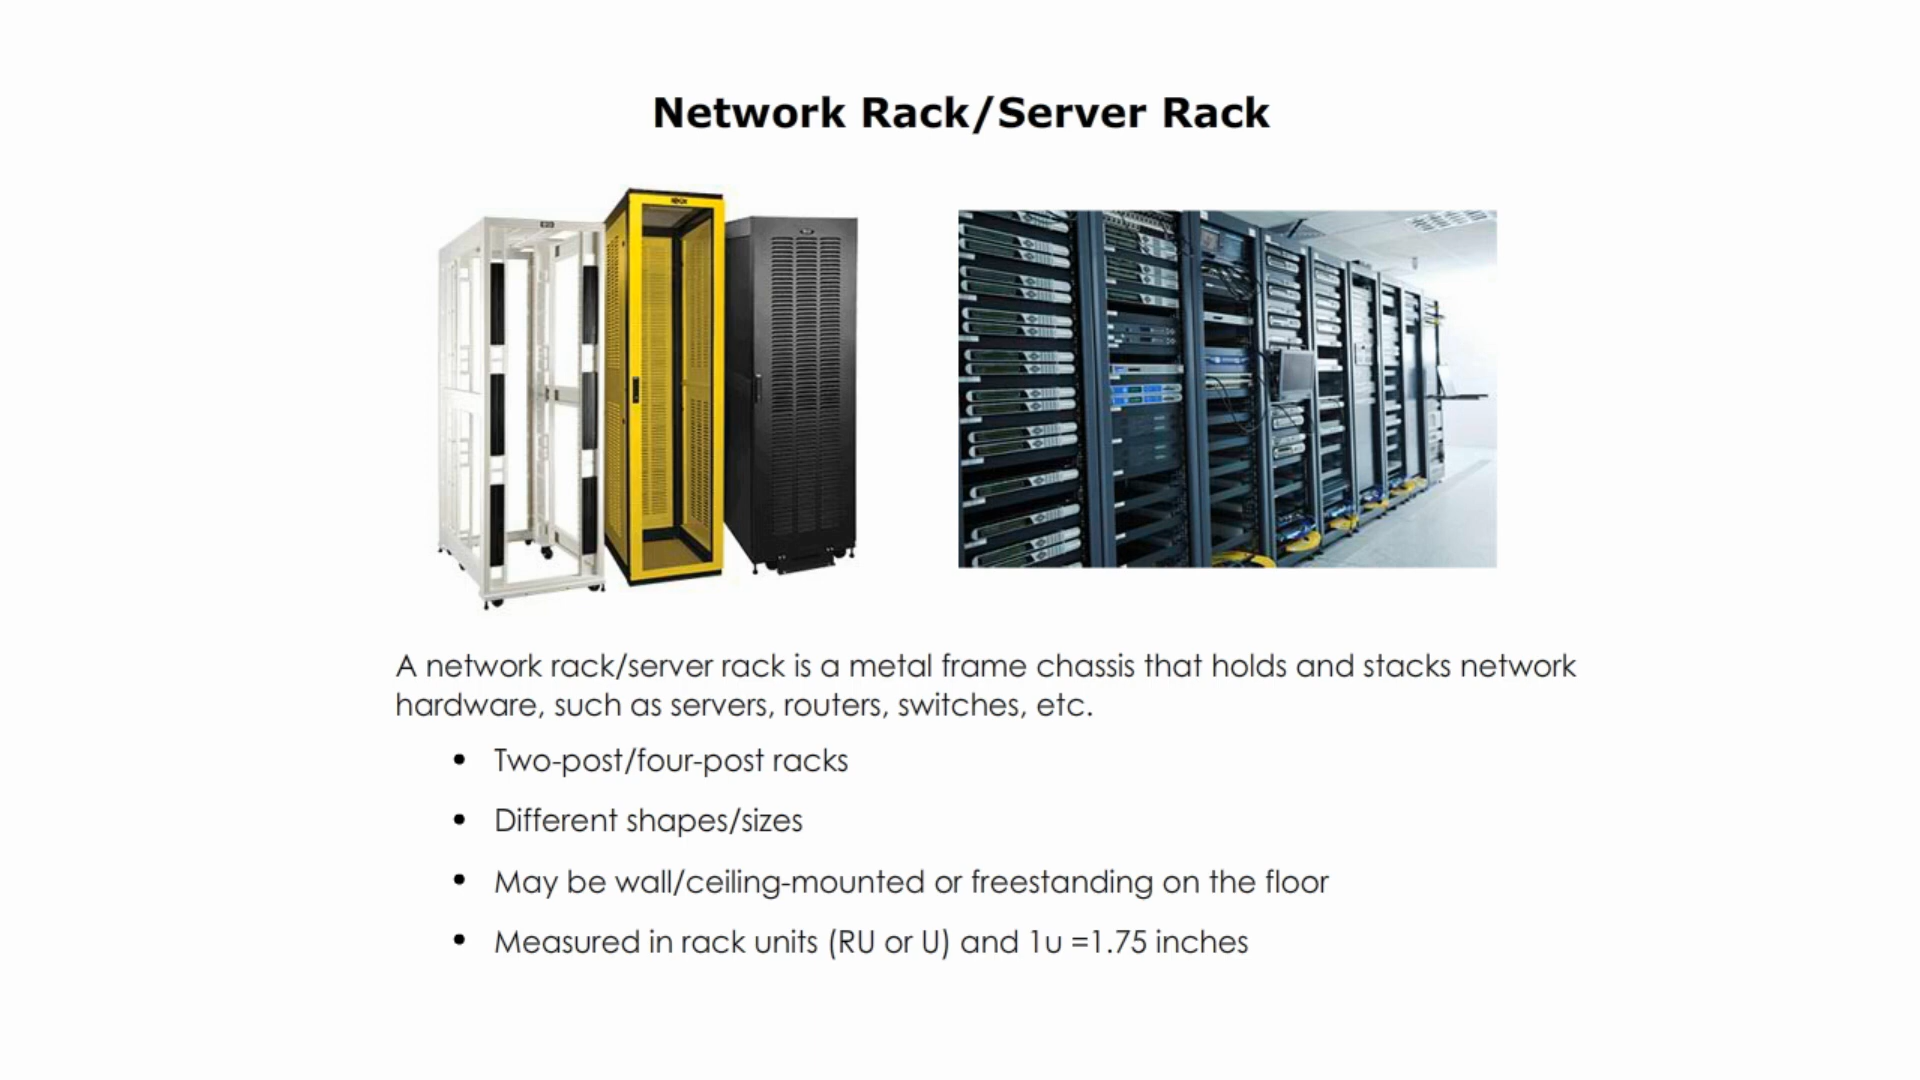 Network Rack/Server Rack
A network rack/server rack is a metal frame chassis that holds and stacks network
hardware, such as servers, routers, switches, etc.
• Two-post/four-post racks
• Different shapes/sizes
• May be wall/ceiling-mounted or freestanding on the floor
• Measured in rack units (RU or U) and 1u =1.75 inches